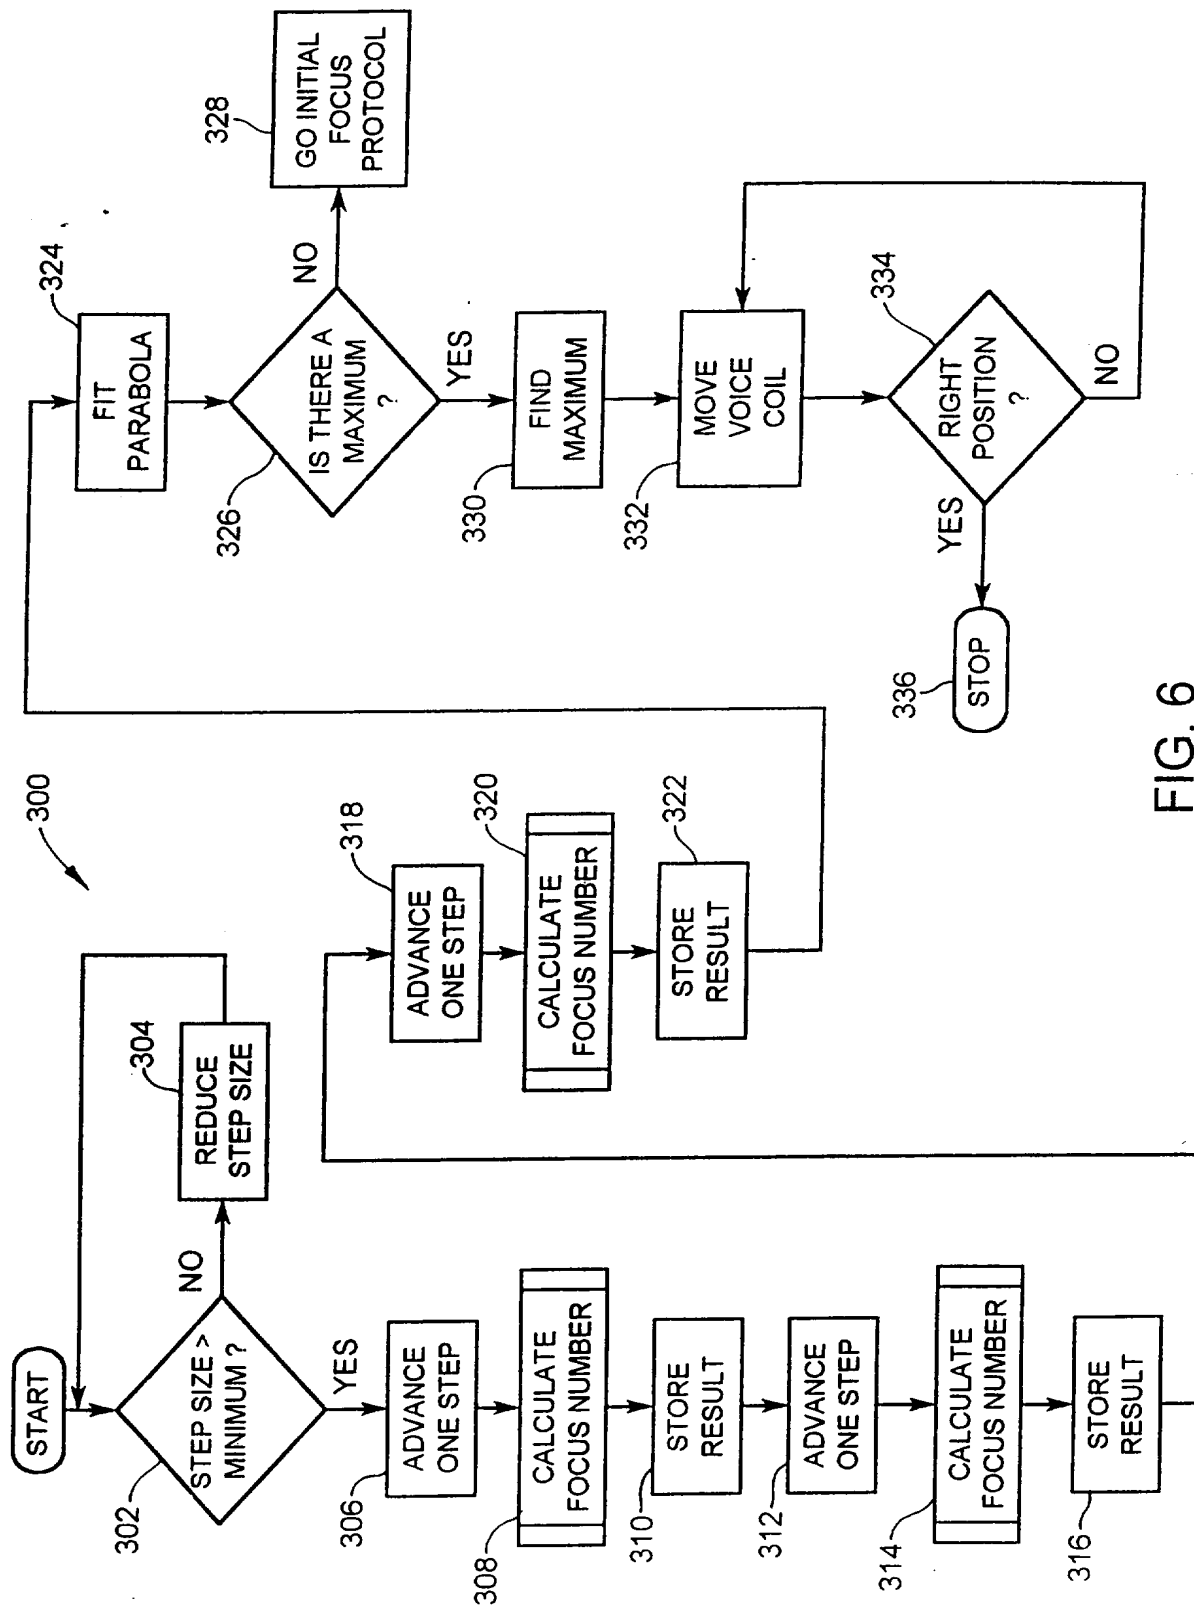 300
START
STEP SIZE >
MINIMUM ?
302
NO
REDUCE
STEP SIZE
304
YES
ADVANCE
ONE STEP
306
CALCULATE
FOCUS NUMBER
308
STORE
RESULT
310
ADVANCE
ONE STEP
312
CALCULATE
FOCUS NUMBER
314
STORE
RESULT
316
ADVANCE
ONE STEP
318
CALCULATE
FOCUS NUMBER
320
STORE
RESULT
322
FIT
PARABOLA
324
IS THERE A
MAXIMUM
?
326
NO
GO INITIAL
FOCUS
PROTOCOL
328
YES
FIND
MAXIMUM
330
MOVE
VOICE
COIL
332
RIGHT
POSITION
?
334
NO
YES
STOP
336
FIG. 6